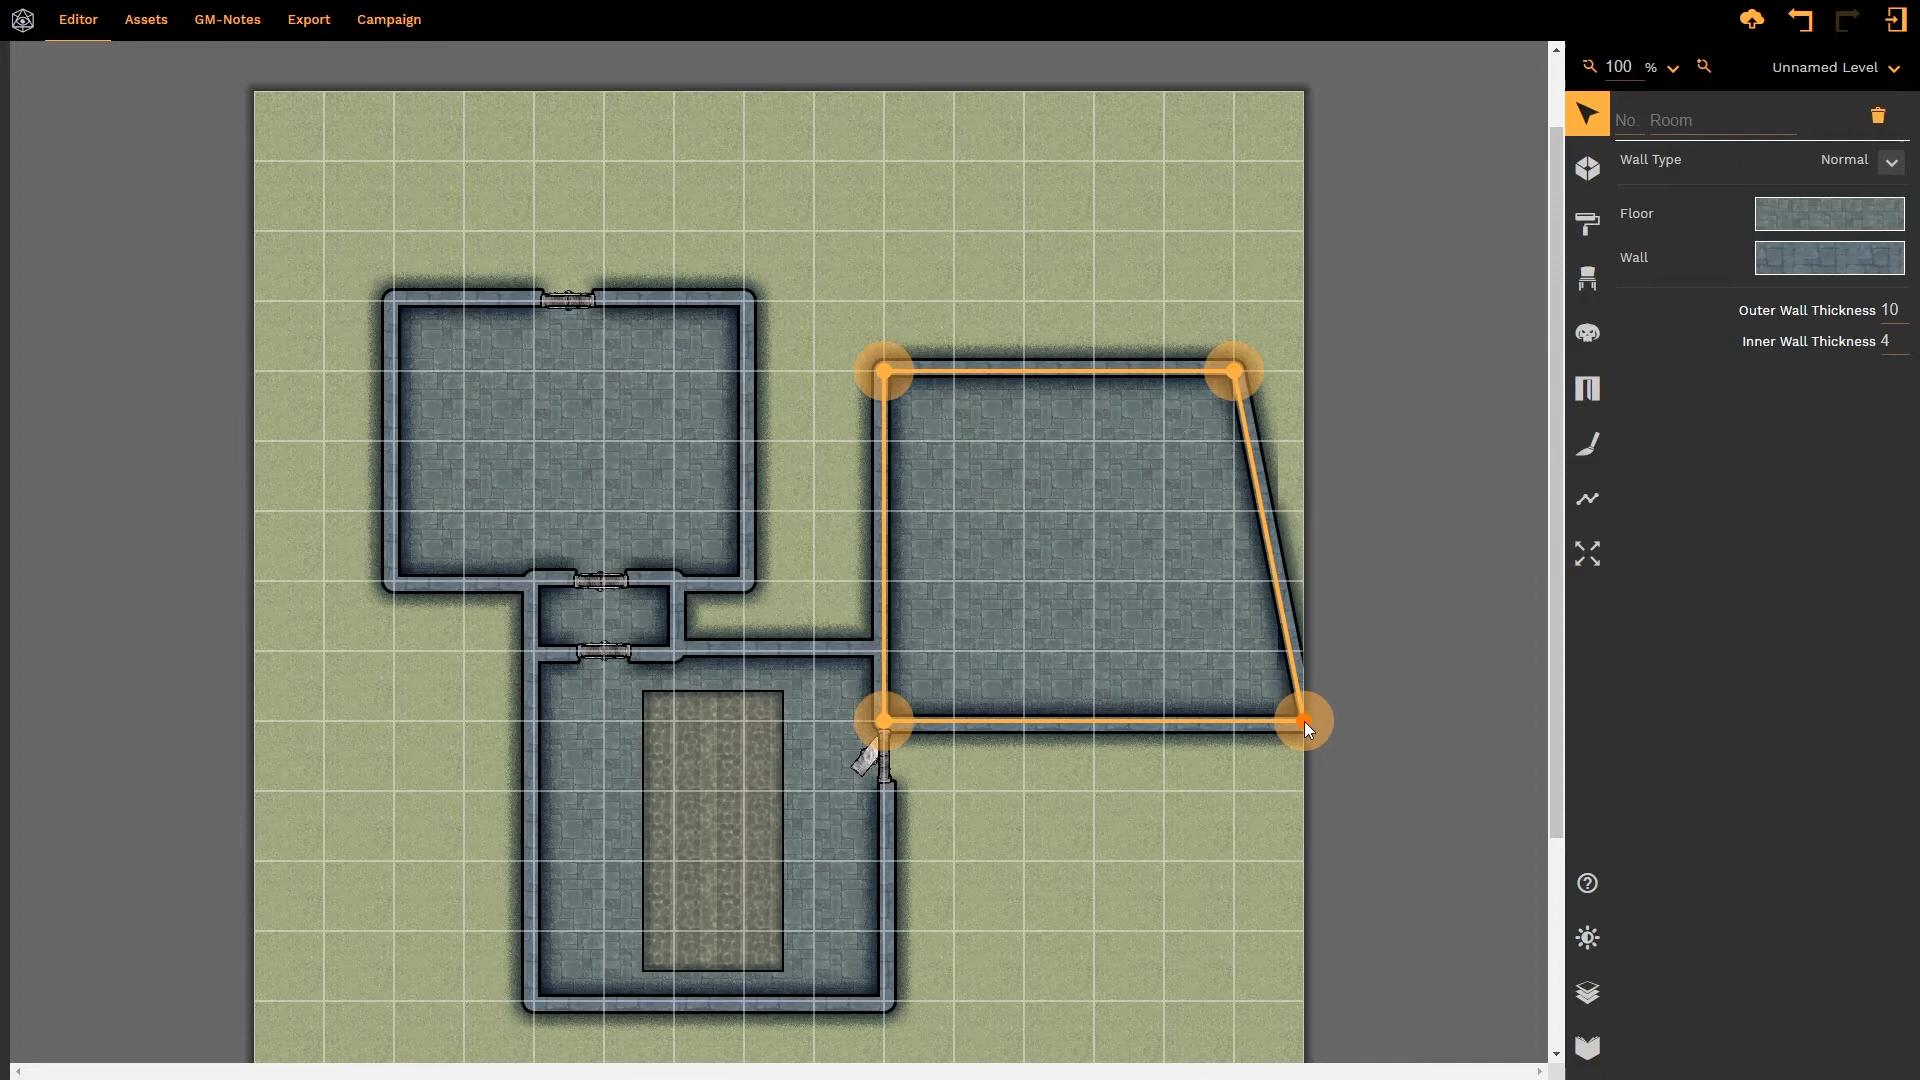 Editor Assets GM-Notes Export Campaign
100 % Unnamed Level
No. Room
Wall Type Normal
Floor
Wall
Outer Wall Thickness 10
Inner Wall Thickness 4